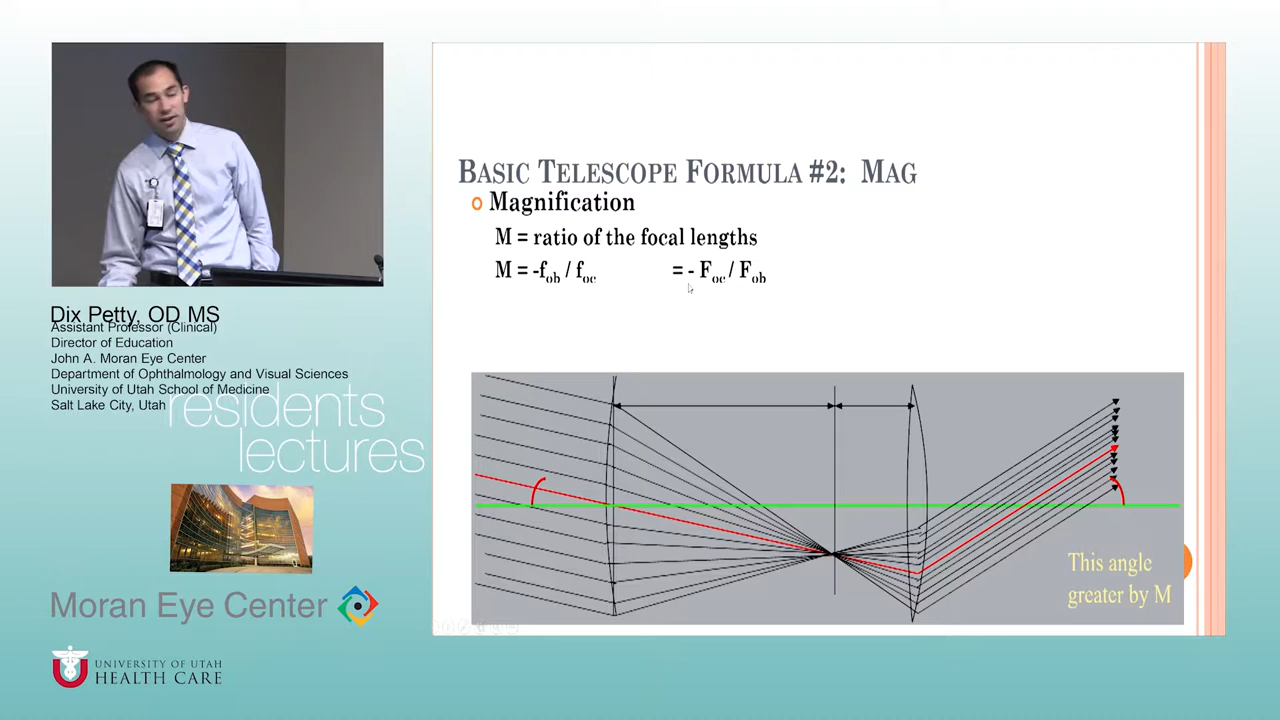 BASIC TELESCOPE FORMULA #2: MAG
Magnification
M = ratio of the focal lengths
M = -fob / foc = - Foc / Fob
This angle
greater by M
Dix Petty, OD MS
Assistant Professor (Clinical)
Director of Education
John A. Moran Eye Center
Department of Ophthalmology and Visual Sciences
University of Utah School of Medicine
Salt Lake City, Utah
residents
lectures
Moran Eye Center
UNIVERSITY OF UTAH
HEALTH CARE